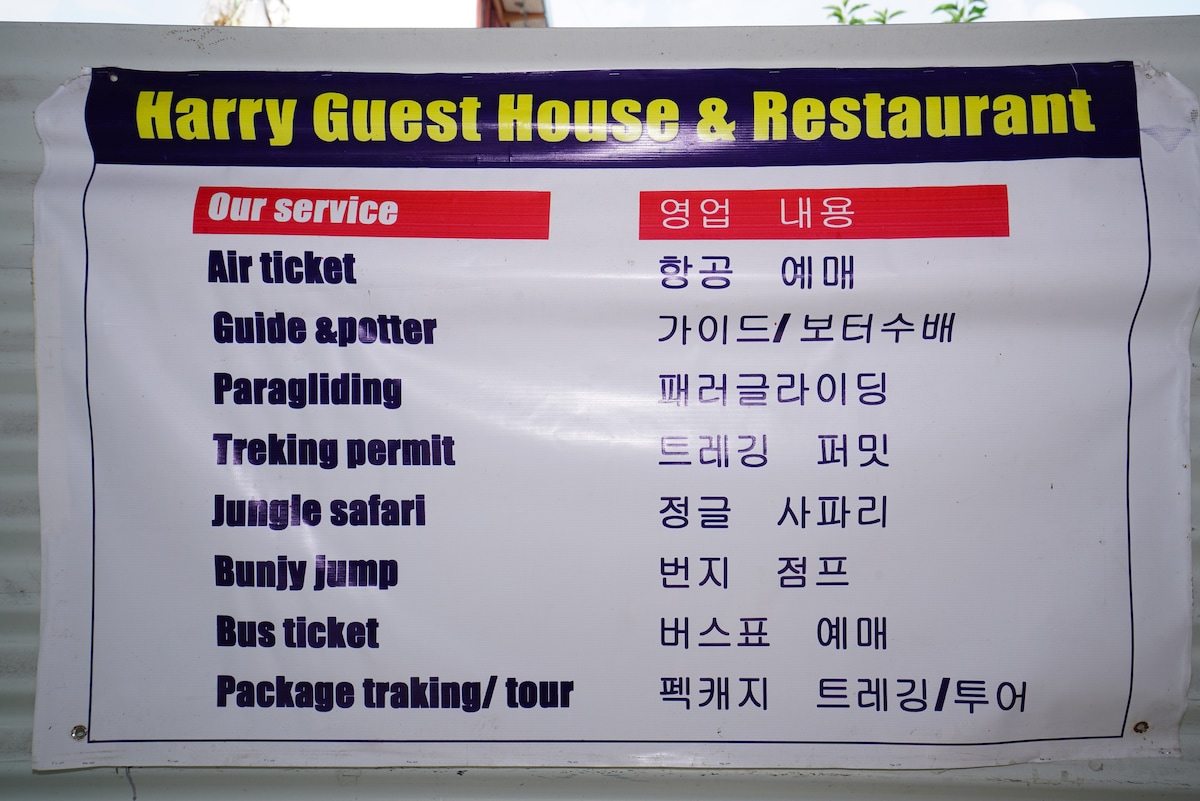 Harry Guest House & Restaurant
Our service 영업 내용
Air ticket 항공 예매
Guide &potter 가이드/ 보터수배
Paragliding 패러글라이딩
Treking permit 트레깅 퍼밋
Jungle safari 정글 사파리
Bunjy jump 번지 점프
Bus ticket 버스표 예매
Package traking/ tour 펙캐지 트레깅/투어